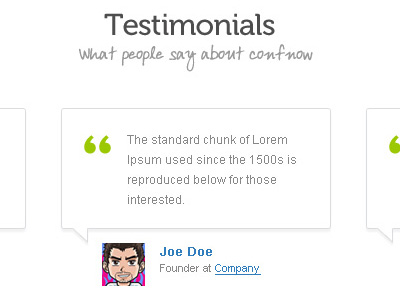 Testimonials
What people say about confnow
“ The standard chunk of Lorem
Ipsum used since the 1500s is
reproduced below for those
interested.
Joe Doe
Founder at Company